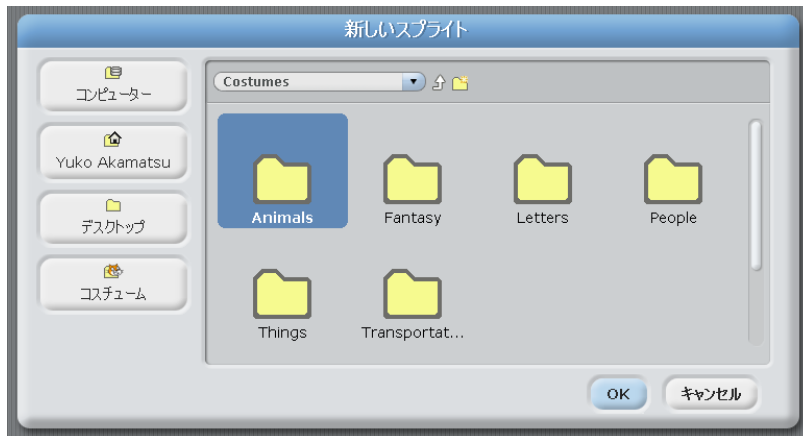 新しいスプライト
コンピューター
Yuko Akamatsu
デスクトップ
コスチューム
Costumes
Animals
Fantasy
Letters
People
Things
Transportat...
OK
キャンセル